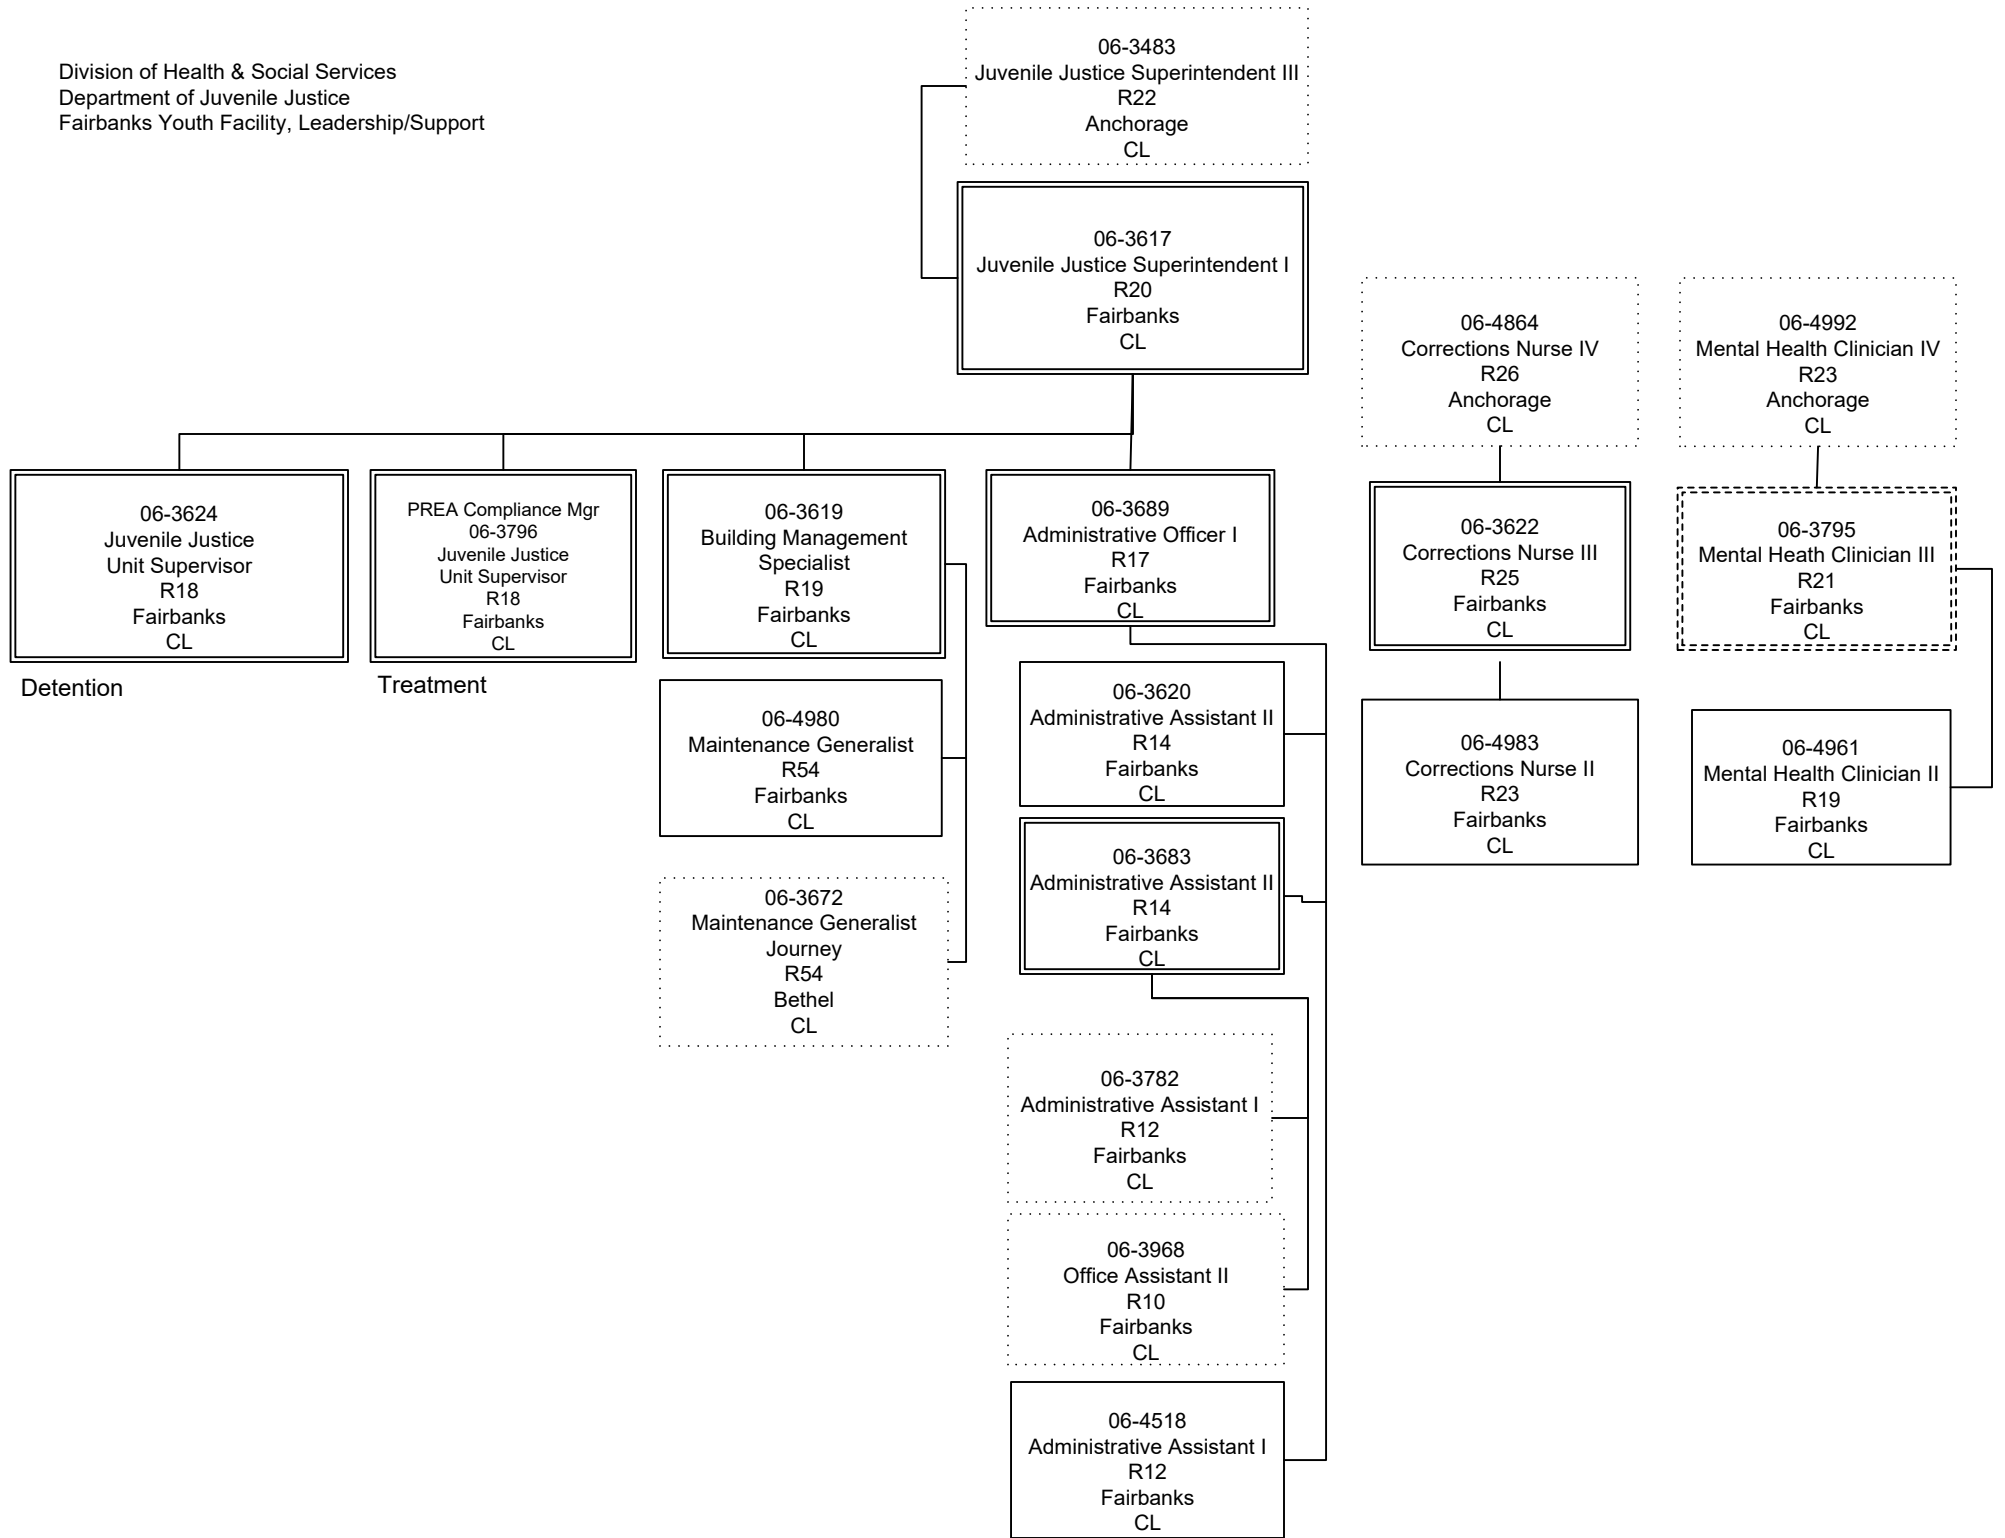 Division of Health & Social Services
Department of Juvenile Justice
Fairbanks Youth Facility, Leadership/Support
06-3483
Juvenile Justice Superintendent III
R22
Anchorage
CL
06-3617
Juvenile Justice Superintendent I
R20
Fairbanks
CL
06-4864
Corrections Nurse IV
R26
Anchorage
CL
06-4992
Mental Health Clinician IV
R23
Anchorage
CL
06-3624
Juvenile Justice
Unit Supervisor
R18
Fairbanks
CL
Detention
PREA Compliance Mgr
06-3796
Juvenile Justice
Unit Supervisor
R18
Fairbanks
CL
Treatment
06-3619
Building Management
Specialist
R19
Fairbanks
CL
06-4980
Maintenance Generalist
R54
Fairbanks
CL
06-3672
Maintenance Generalist
Journey
R54
Bethel
CL
06-3689
Administrative Officer I
R17
Fairbanks
CL
06-3620
Administrative Assistant II
R14
Fairbanks
CL
06-3683
Administrative Assistant II
R14
Fairbanks
CL
06-3782
Administrative Assistant I
R12
Fairbanks
CL
06-3968
Office Assistant II
R10
Fairbanks
CL
06-4518
Administrative Assistant I
R12
Fairbanks
CL
06-3622
Corrections Nurse III
R25
Fairbanks
CL
06-4983
Corrections Nurse II
R23
Fairbanks
CL
06-3795
Mental Heath Clinician III
R21
Fairbanks
CL
06-4961
Mental Health Clinician II
R19
Fairbanks
CL